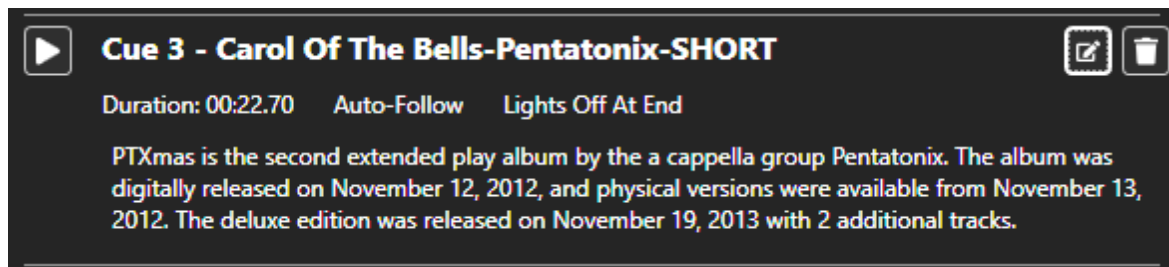 Cue 3 - Carol Of The Bells-Pentatonix-SHORT
Duration: 00:22.70 Auto-Follow Lights Off At End
PTXmas is the second extended play album by the a cappella group Pentatonix. The album was
digitally released on November 12, 2012, and physical versions were available from November 13,
2012. The deluxe edition was released on November 19, 2013 with 2 additional tracks.